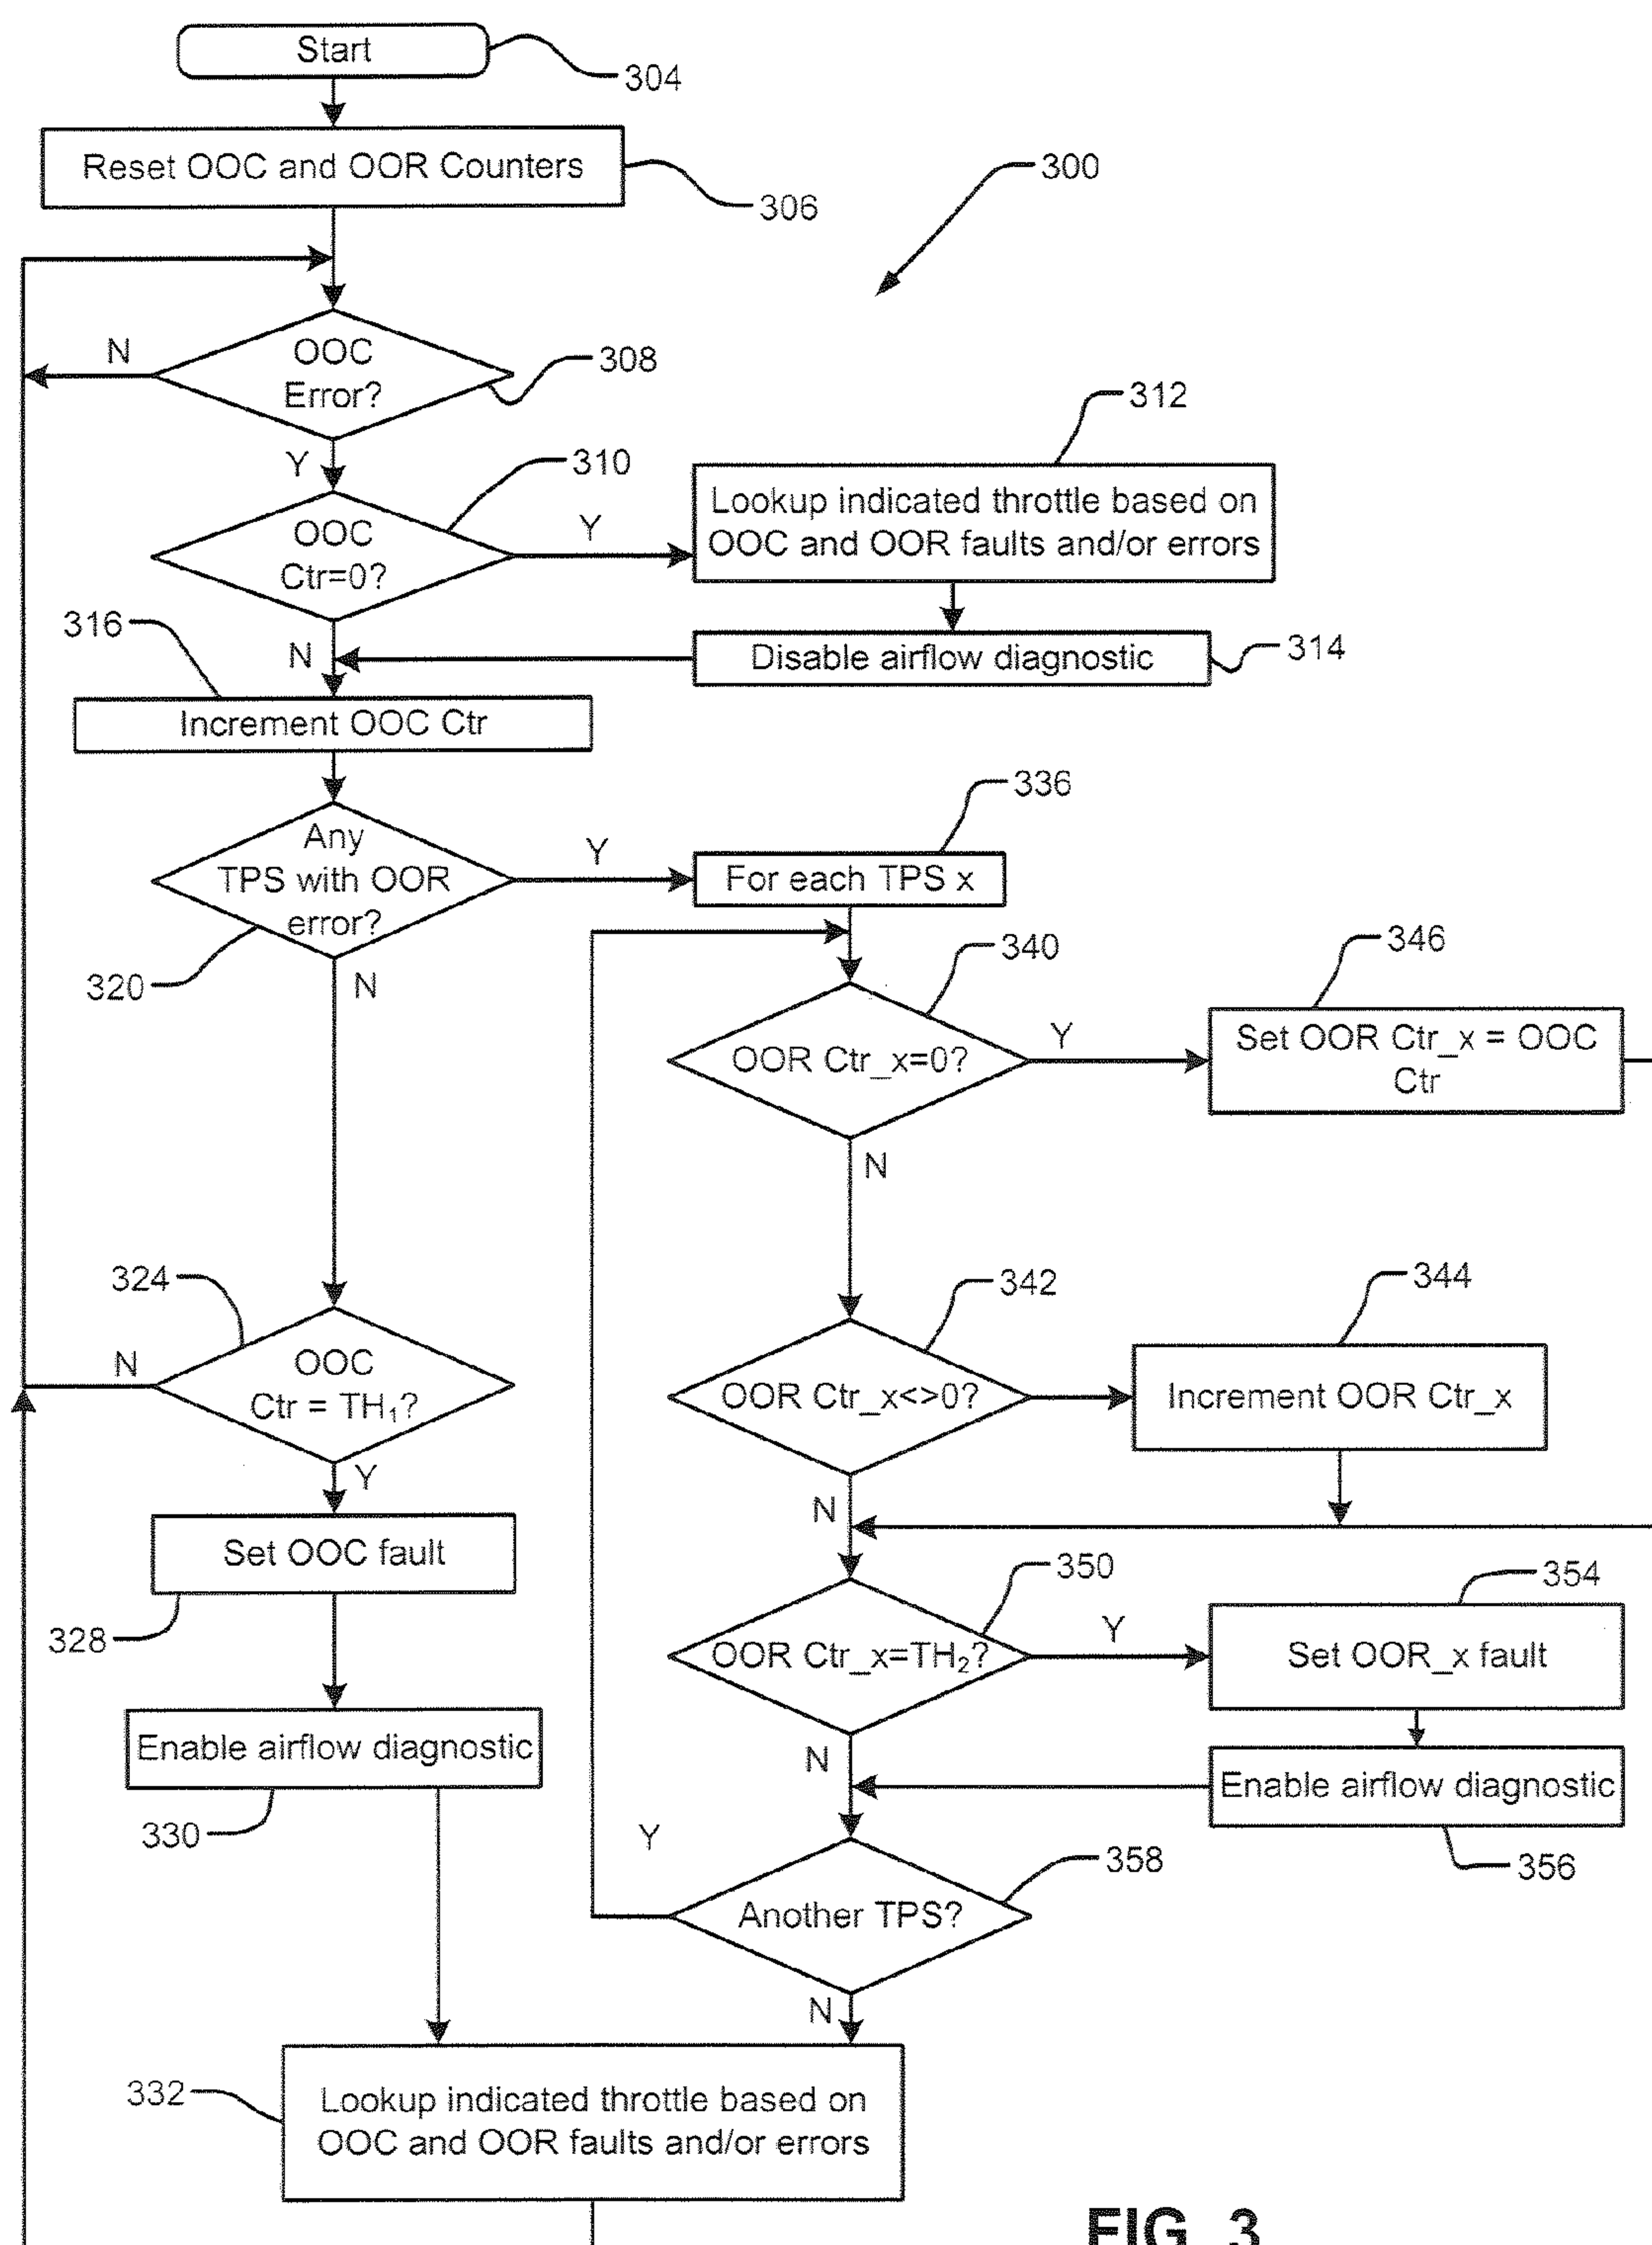 Start
304
Reset OOC and OOR Counters
306
300
N
OOC
Error?
308
Y
310
312
OOC
Ctr=0?
Y
Lookup indicated throttle based on
OOC and OOR faults and/or errors
316
N
Disable airflow diagnostic
314
Increment OOC Ctr
336
Any
TPS with OOR
error?
Y
For each TPS x
320
N
340
346
OOR Ctr_x=0?
Y
Set OOR Ctr_x = OOC
Ctr
N
324
342
344
N
OOC
Ctr = TH₁?
OOR Ctr_x<>0?
Increment OOR Ctr_x
Y
N
Set OOC fault
328
350
354
OOR Ctr_x=TH₂?
Y
Set OOR_x fault
Enable airflow diagnostic
330
N
Enable airflow diagnostic
356
Y
358
Another TPS?
N
332
Lookup indicated throttle based on
OOC and OOR faults and/or errors
FIG. 3